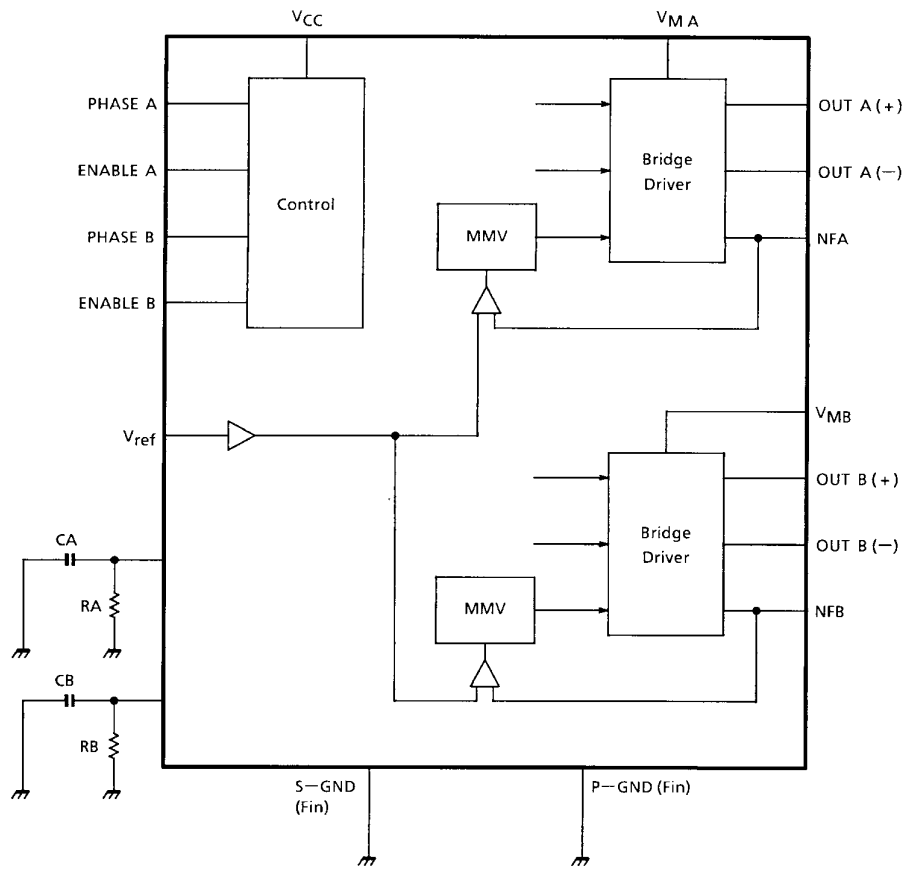 VCC
VM A
PHASE A
ENABLE A
PHASE B
ENABLE B
Control
Bridge
Driver
OUT A (+)
OUT A (—)
NFA
MMV
Vref
VMB
Bridge
Driver
OUT B (+)
OUT B (—)
NFB
MMV
CA
RA
CB
RB
S—GND
(Fin)
P—GND (Fin)